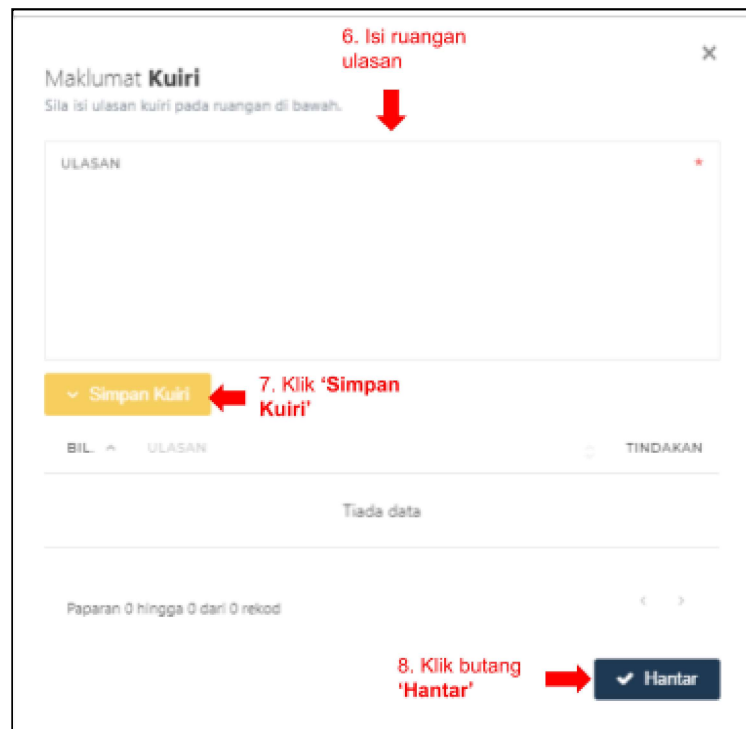 6. Isi ruangan
ulasan
×
Maklumat Kuiri
Sila isi ulasan kuiri pada ruangan di bawah.
ULASAN *
Simpan Kuiri
7. Klik ‘Simpan
Kuiri’
BIL. ULASAN TINDAKAN
Tiada data
Paparan 0 hingga 0 dari 0 rekod
8. Klik butang
‘Hantar’
Hantar